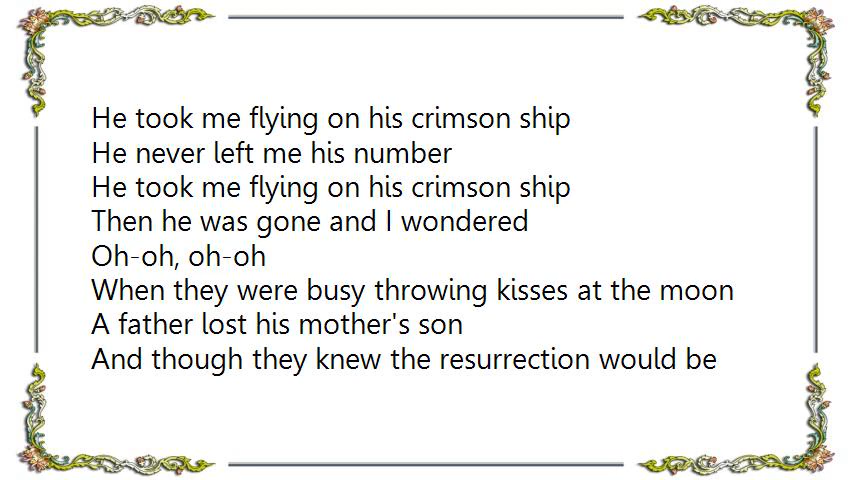 He took me flying on his crimson ship
He never left me his number
He took me flying on his crimson ship
Then he was gone and I wondered
Oh-oh, oh-oh
When they were busy throwing kisses at the moon
A father lost his mother's son
And though they knew the resurrection would be